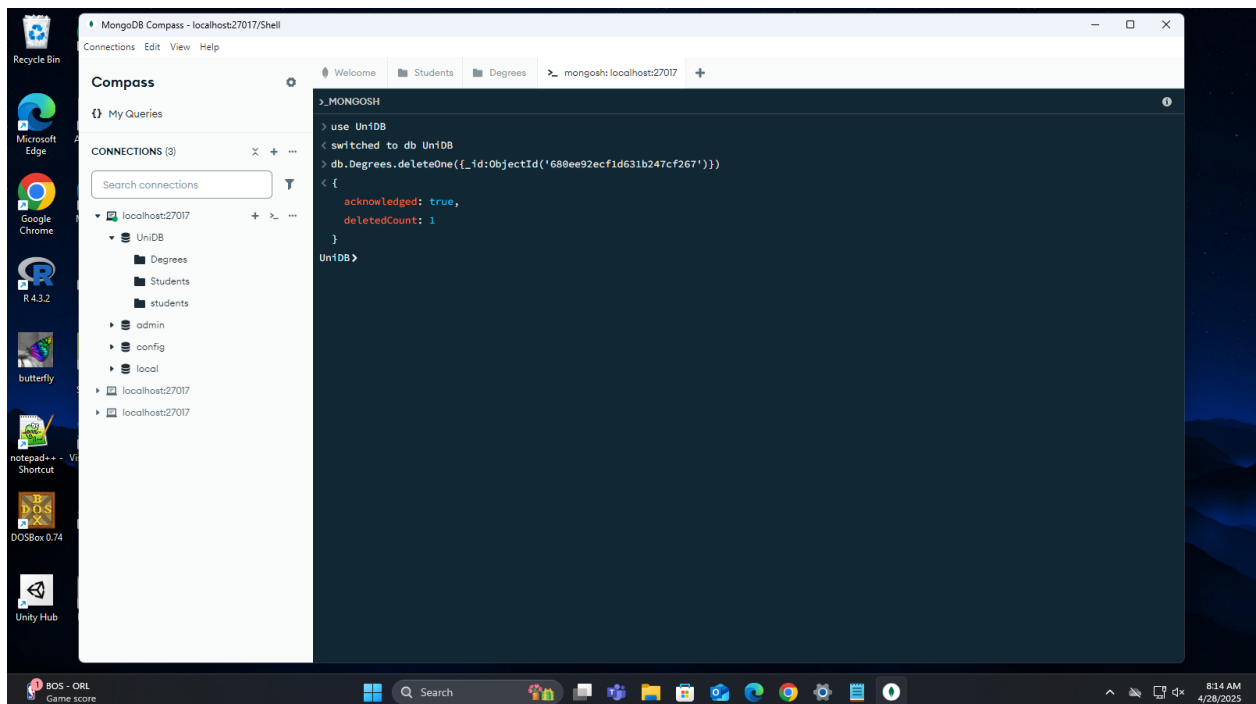 Recycle Bin
Microsoft Edge
Google Chrome
R 4.3.2
butterfly
notepad++ - Shortcut
DOSBox 0.74
Unity Hub
MongoDB Compass - localhost:27017/Shell
Connections Edit View Help
Compass
{} My Queries
CONNECTIONS (3)
Search connections
localhost:27017
UniDB
Degrees
Students
students
admin
config
local
localhost:27017
localhost:27017
Welcome Students Degrees >_ mongosh: localhost:27017 +
>_MONGOSH
> use UniDB
< switched to db UniDB
> db.Degrees.deleteOne({_id:ObjectId('680ee92ecf1d631b247cf267')})
< {
acknowledged: true,
deletedCount: 1
}
UniDB>
1
BOS - ORL
Game score
Search
8:14 AM
4/28/2025